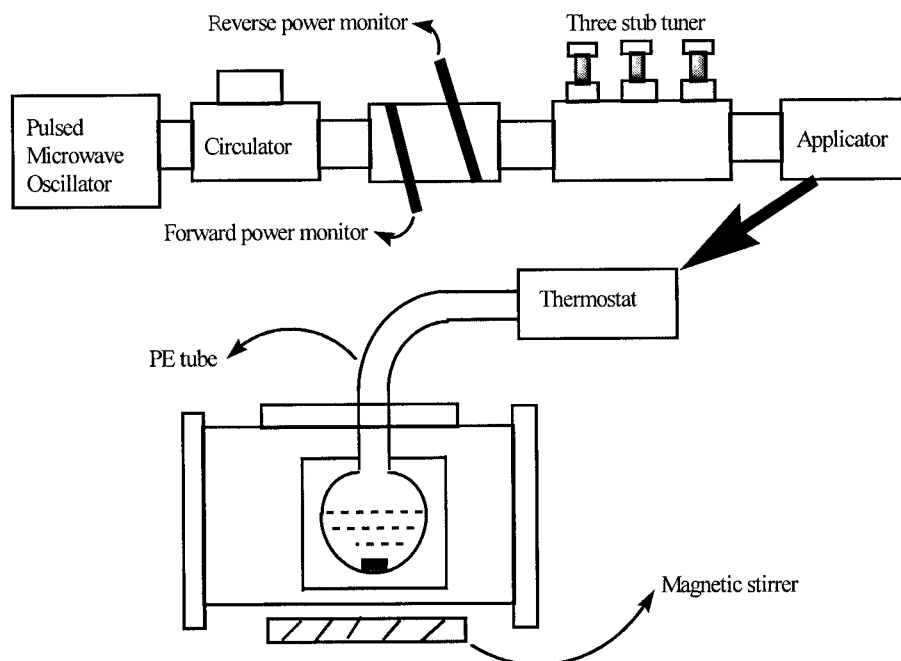 Reverse power monitor
Three stub tuner
Pulsed
Microwave
Oscillator
Circulator
Applicator
Forward power monitor
Thermostat
PE tube
Magnetic stirrer